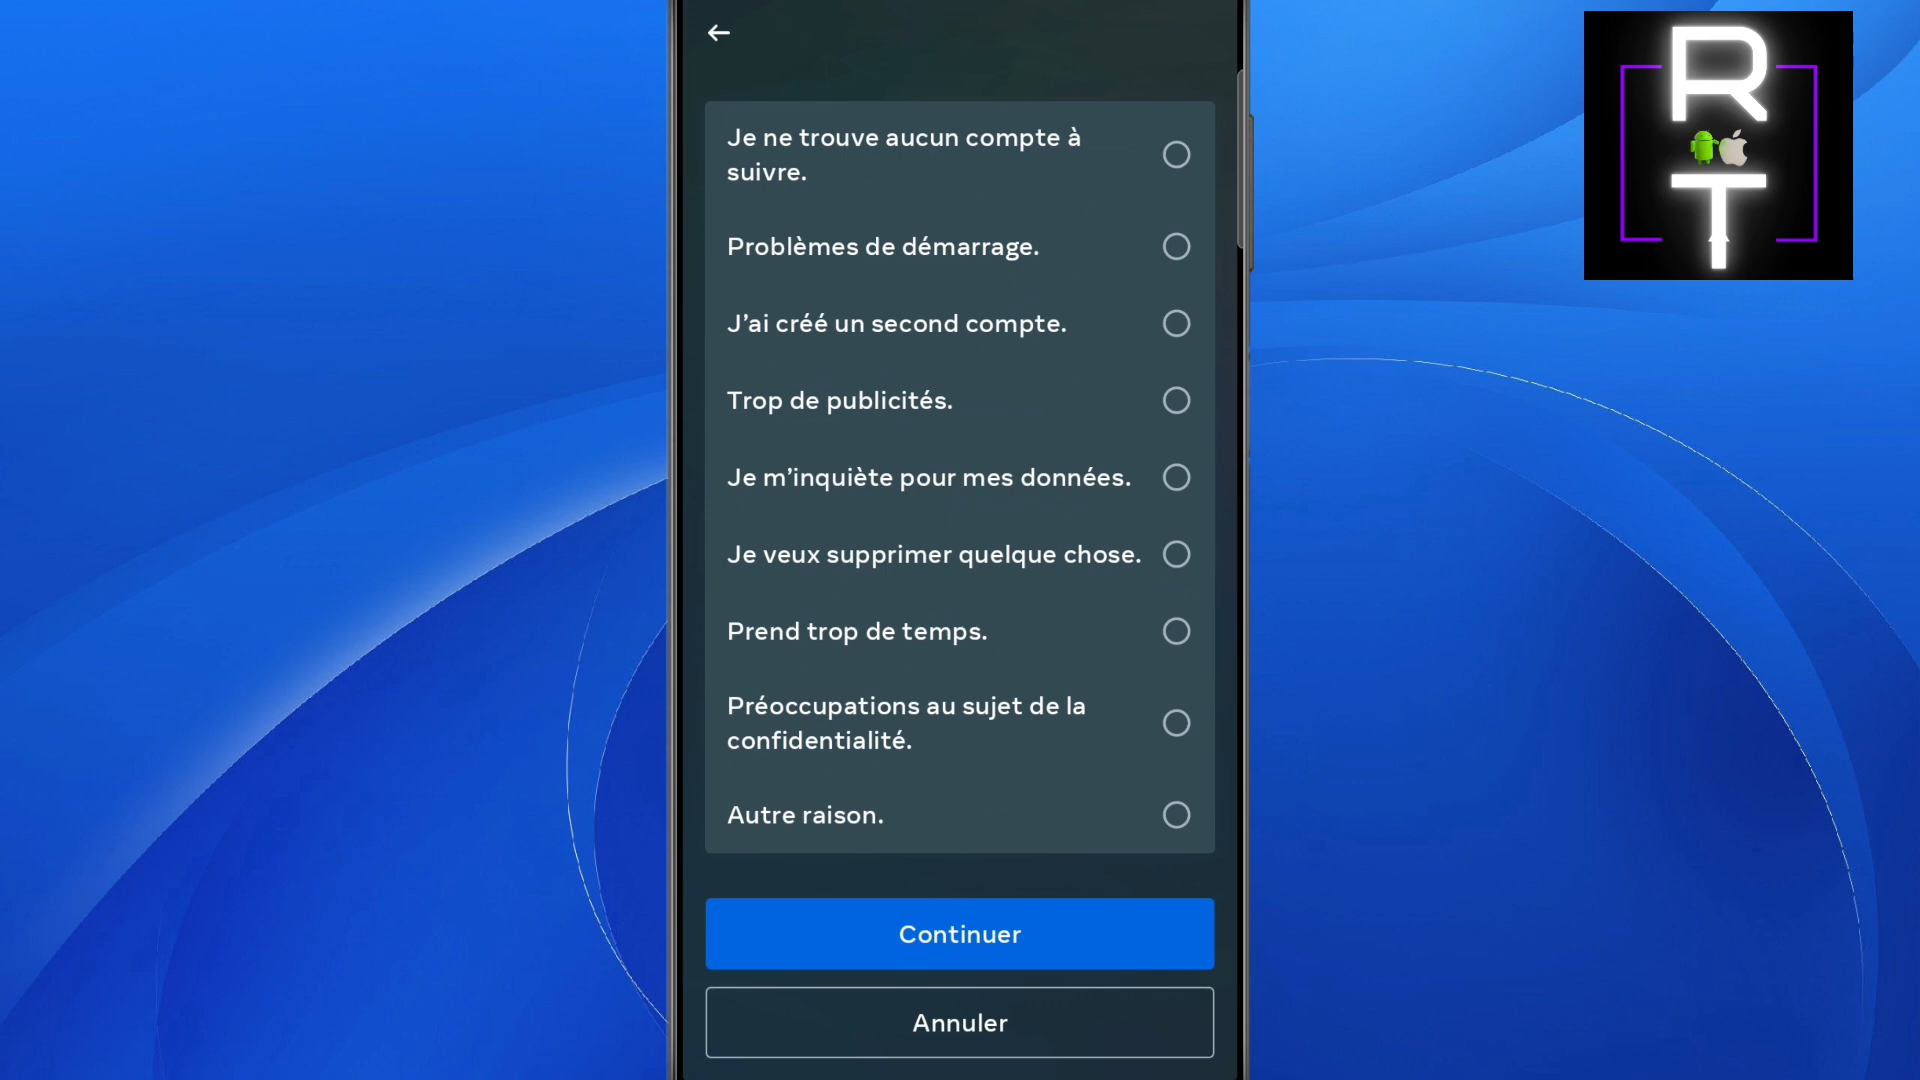 Je ne trouve aucun compte à
suivre.
Problèmes de démarrage.
J’ai créé un second compte.
Trop de publicités.
Je m’inquiète pour mes données.
Je veux supprimer quelque chose.
Prend trop de temps.
Préoccupations au sujet de la
confidentialité.
Autre raison.
Continuer
Annuler
R
T